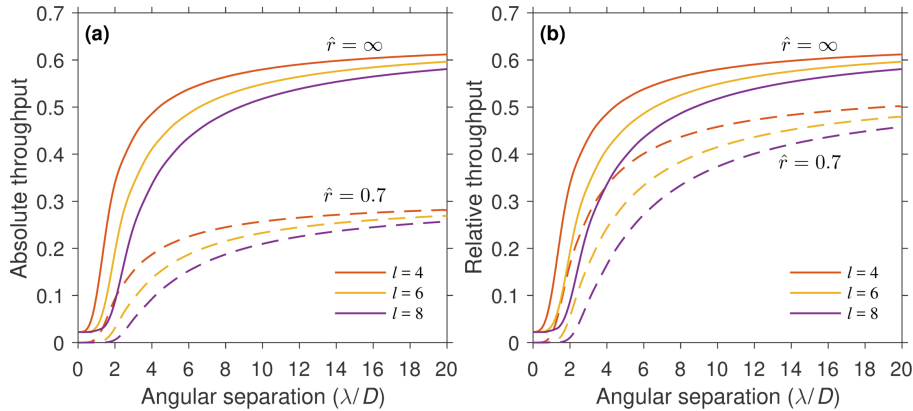 (a)
r̂ = ∞
r̂ = 0.7
l = 4
l = 6
l = 8
0.7
0.6
0.5
0.4
0.3
0.2
0.1
0
0 2 4 6 8 10 12 14 16 18 20
Absolute throughput
Angular separation (λ/D)
(b)
r̂ = ∞
r̂ = 0.7
l = 4
l = 6
l = 8
0.7
0.6
0.5
0.4
0.3
0.2
0.1
0
0 2 4 6 8 10 12 14 16 18 20
Relative throughput
Angular separation (λ/D)